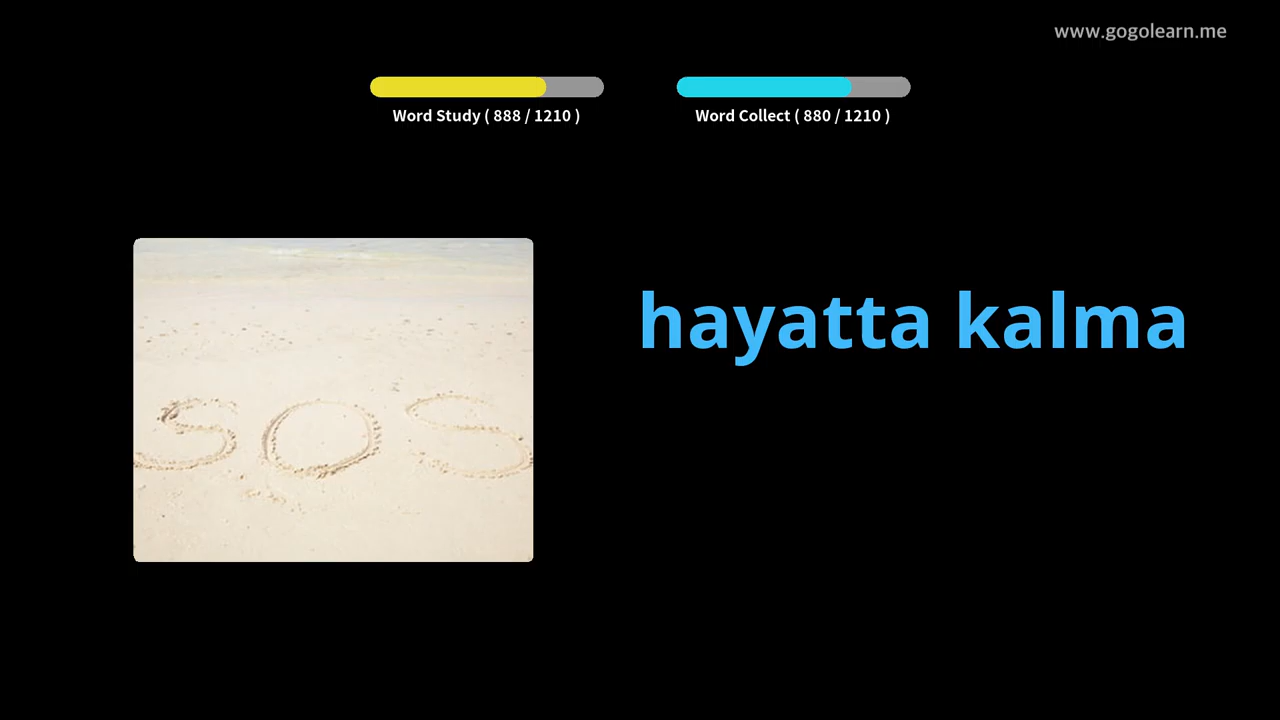 www.gogolearn.me
Word Study ( 888 / 1210 )
Word Collect ( 880 / 1210 )
hayatta kalma
SOS